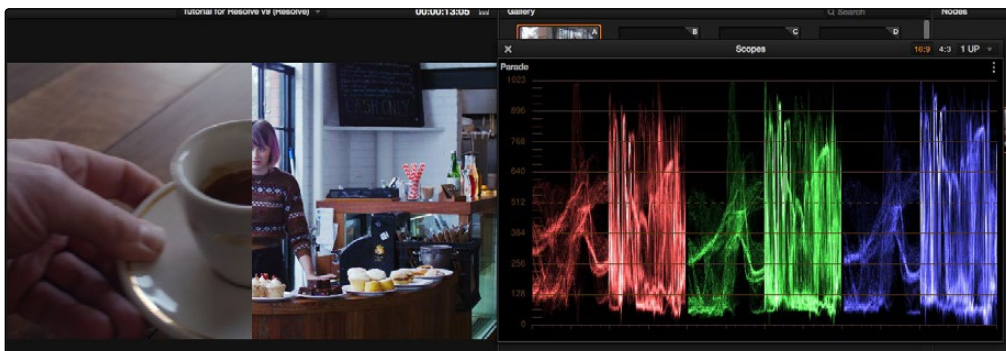 Tutorial for Resolve V9 (Resolve)
00:00:13:05
Gallery
Search
Nodes
A
B
C
D
Scopes
16:9 4:3 1 UP
Parade
1023
896
768
640
512
384
256
128
0
CASH ONLY
Y